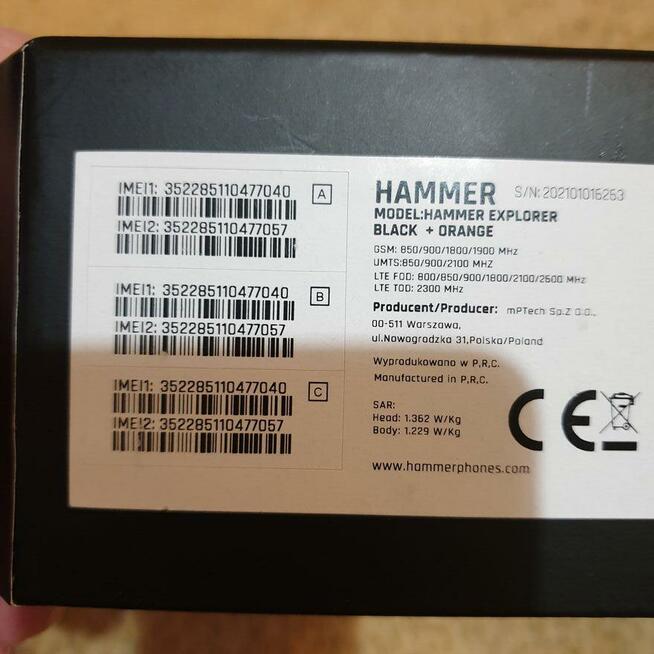 IMEI1: 352285110477040
A
IMEI2: 352285110477057
IMEI1: 352285110477040
B
IMEI2: 352285110477057
IMEI1: 352285110477040
C
IMEI2: 352285110477057
HAMMER S/N: 202101016263
MODEL:HAMMER EXPLORER
BLACK + ORANGE
GSM: 850/900/1800/1900 MHz
UMTS:850/900/2100 MHZ
LTE FOD: 800/850/900/1800/2100/2600 MHz
LTE TOD: 2300 MHz
Producent/Producer: mPTech Sp.Z O.O.,
00-511 Warszawa,
ul.Nowogrodzka 31,Polska/Poland
Wyprodukowano w P.R.C.
Manufactured in P.R.C.
SAR:
Head: 1.362 W/Kg
Body: 1.229 W/Kg
CE
www.hammerphones.com